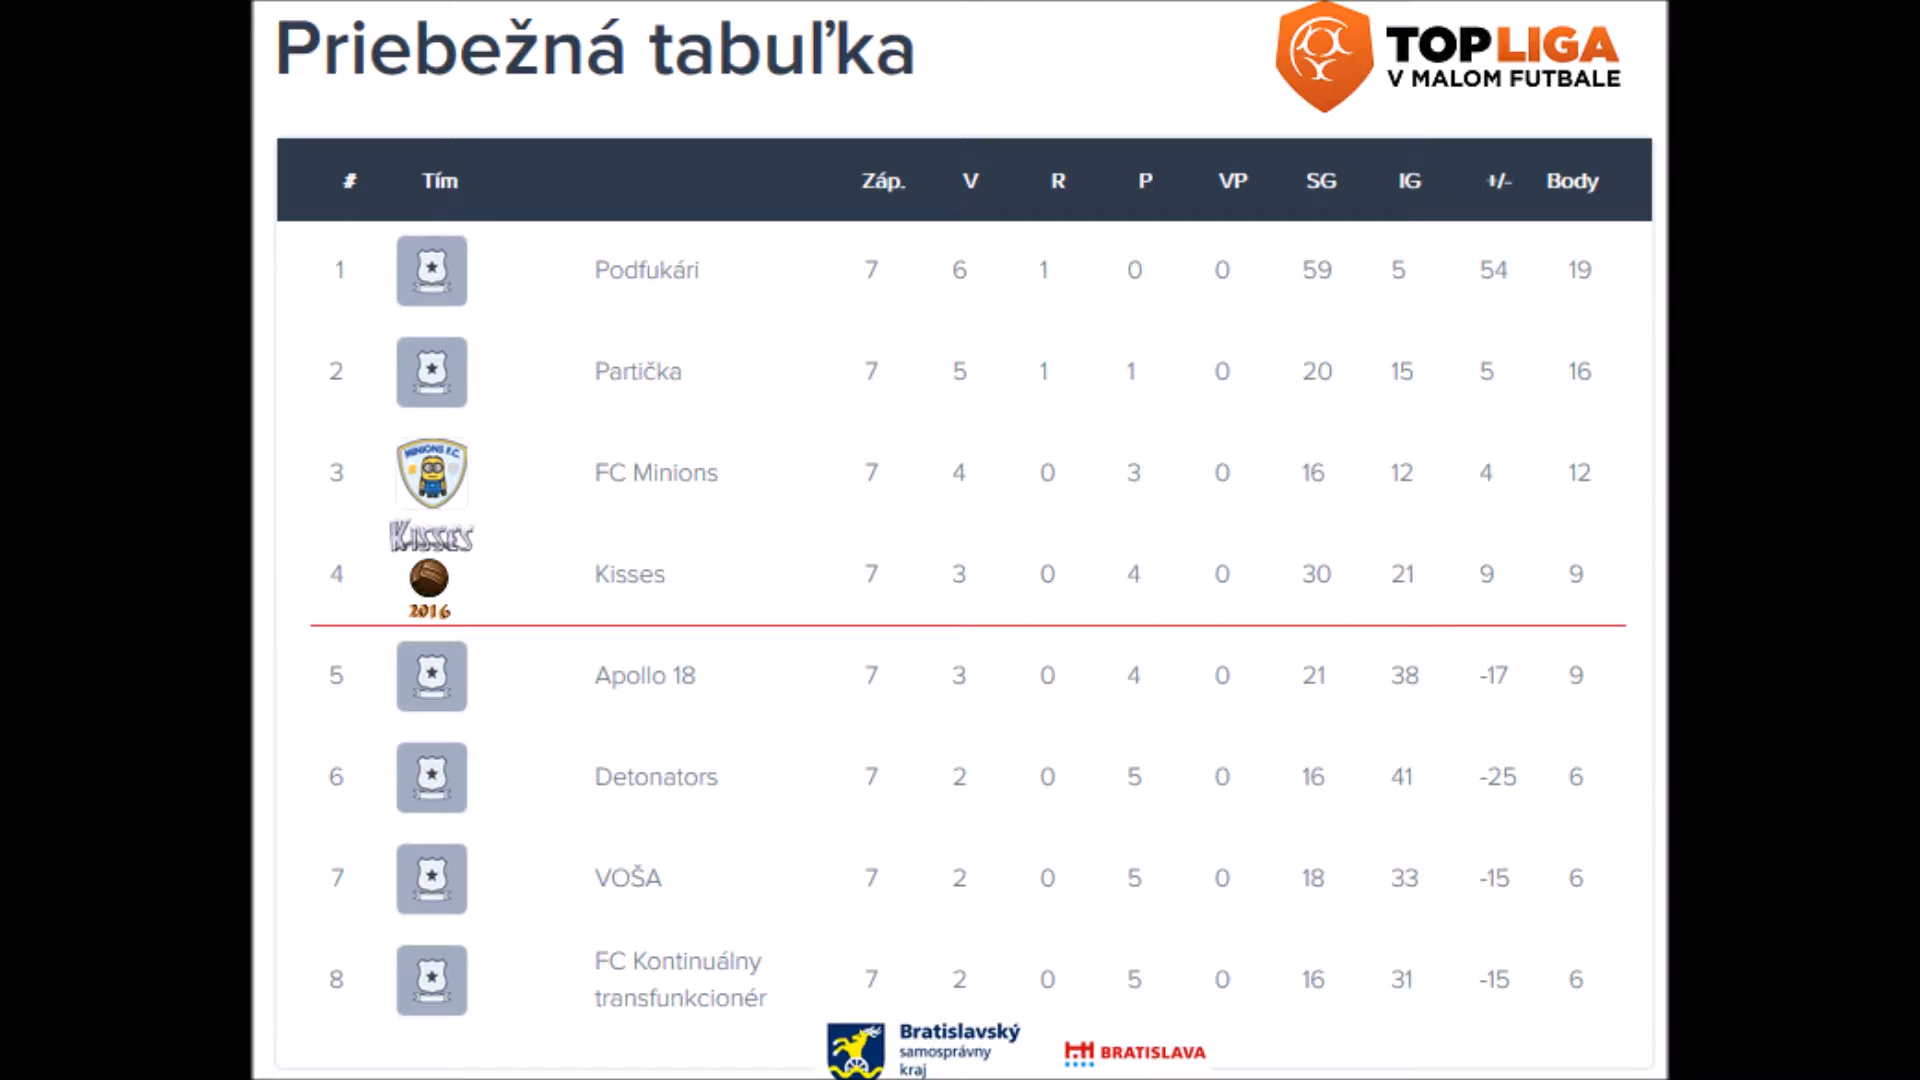 Priebežná tabuľka
TOPLIGA
V MALOM FUTBALE
# Tím Záp. V R P VP SG IG +/- Body
1 Podfukári 7 6 1 0 0 59 5 54 19
2 Partička 7 5 1 1 0 20 15 5 16
MINIONS F.C.
3 FC Minions 7 4 0 3 0 16 12 4 12
KISSES
4 Kisses 7 3 0 4 0 30 21 9 9
2016
5 Apollo 18 7 3 0 4 0 21 38 -17 9
6 Detonators 7 2 0 5 0 16 41 -25 6
7 VOŠA 7 2 0 5 0 18 33 -15 6
FC Kontinuálny
8 transfunkcionér 7 2 0 5 0 16 31 -15 6
Bratislavský
samosprávny
kraj
BRATISLAVA